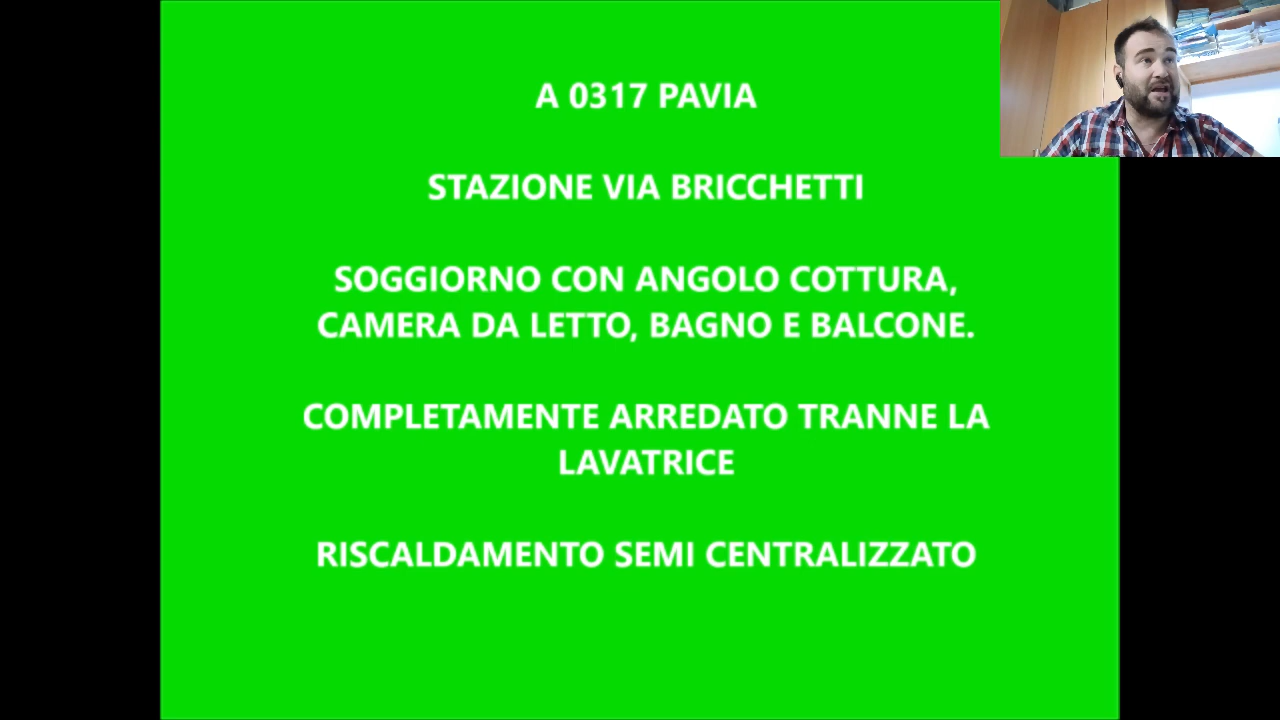 A 0317 PAVIA
STAZIONE VIA BRICCHETTI
SOGGIORNO CON ANGOLO COTTURA,
CAMERA DA LETTO, BAGNO E BALCONE.
COMPLETAMENTE ARREDATO TRANNE LA
LAVATRICE
RISCALDAMENTO SEMI CENTRALIZZATO